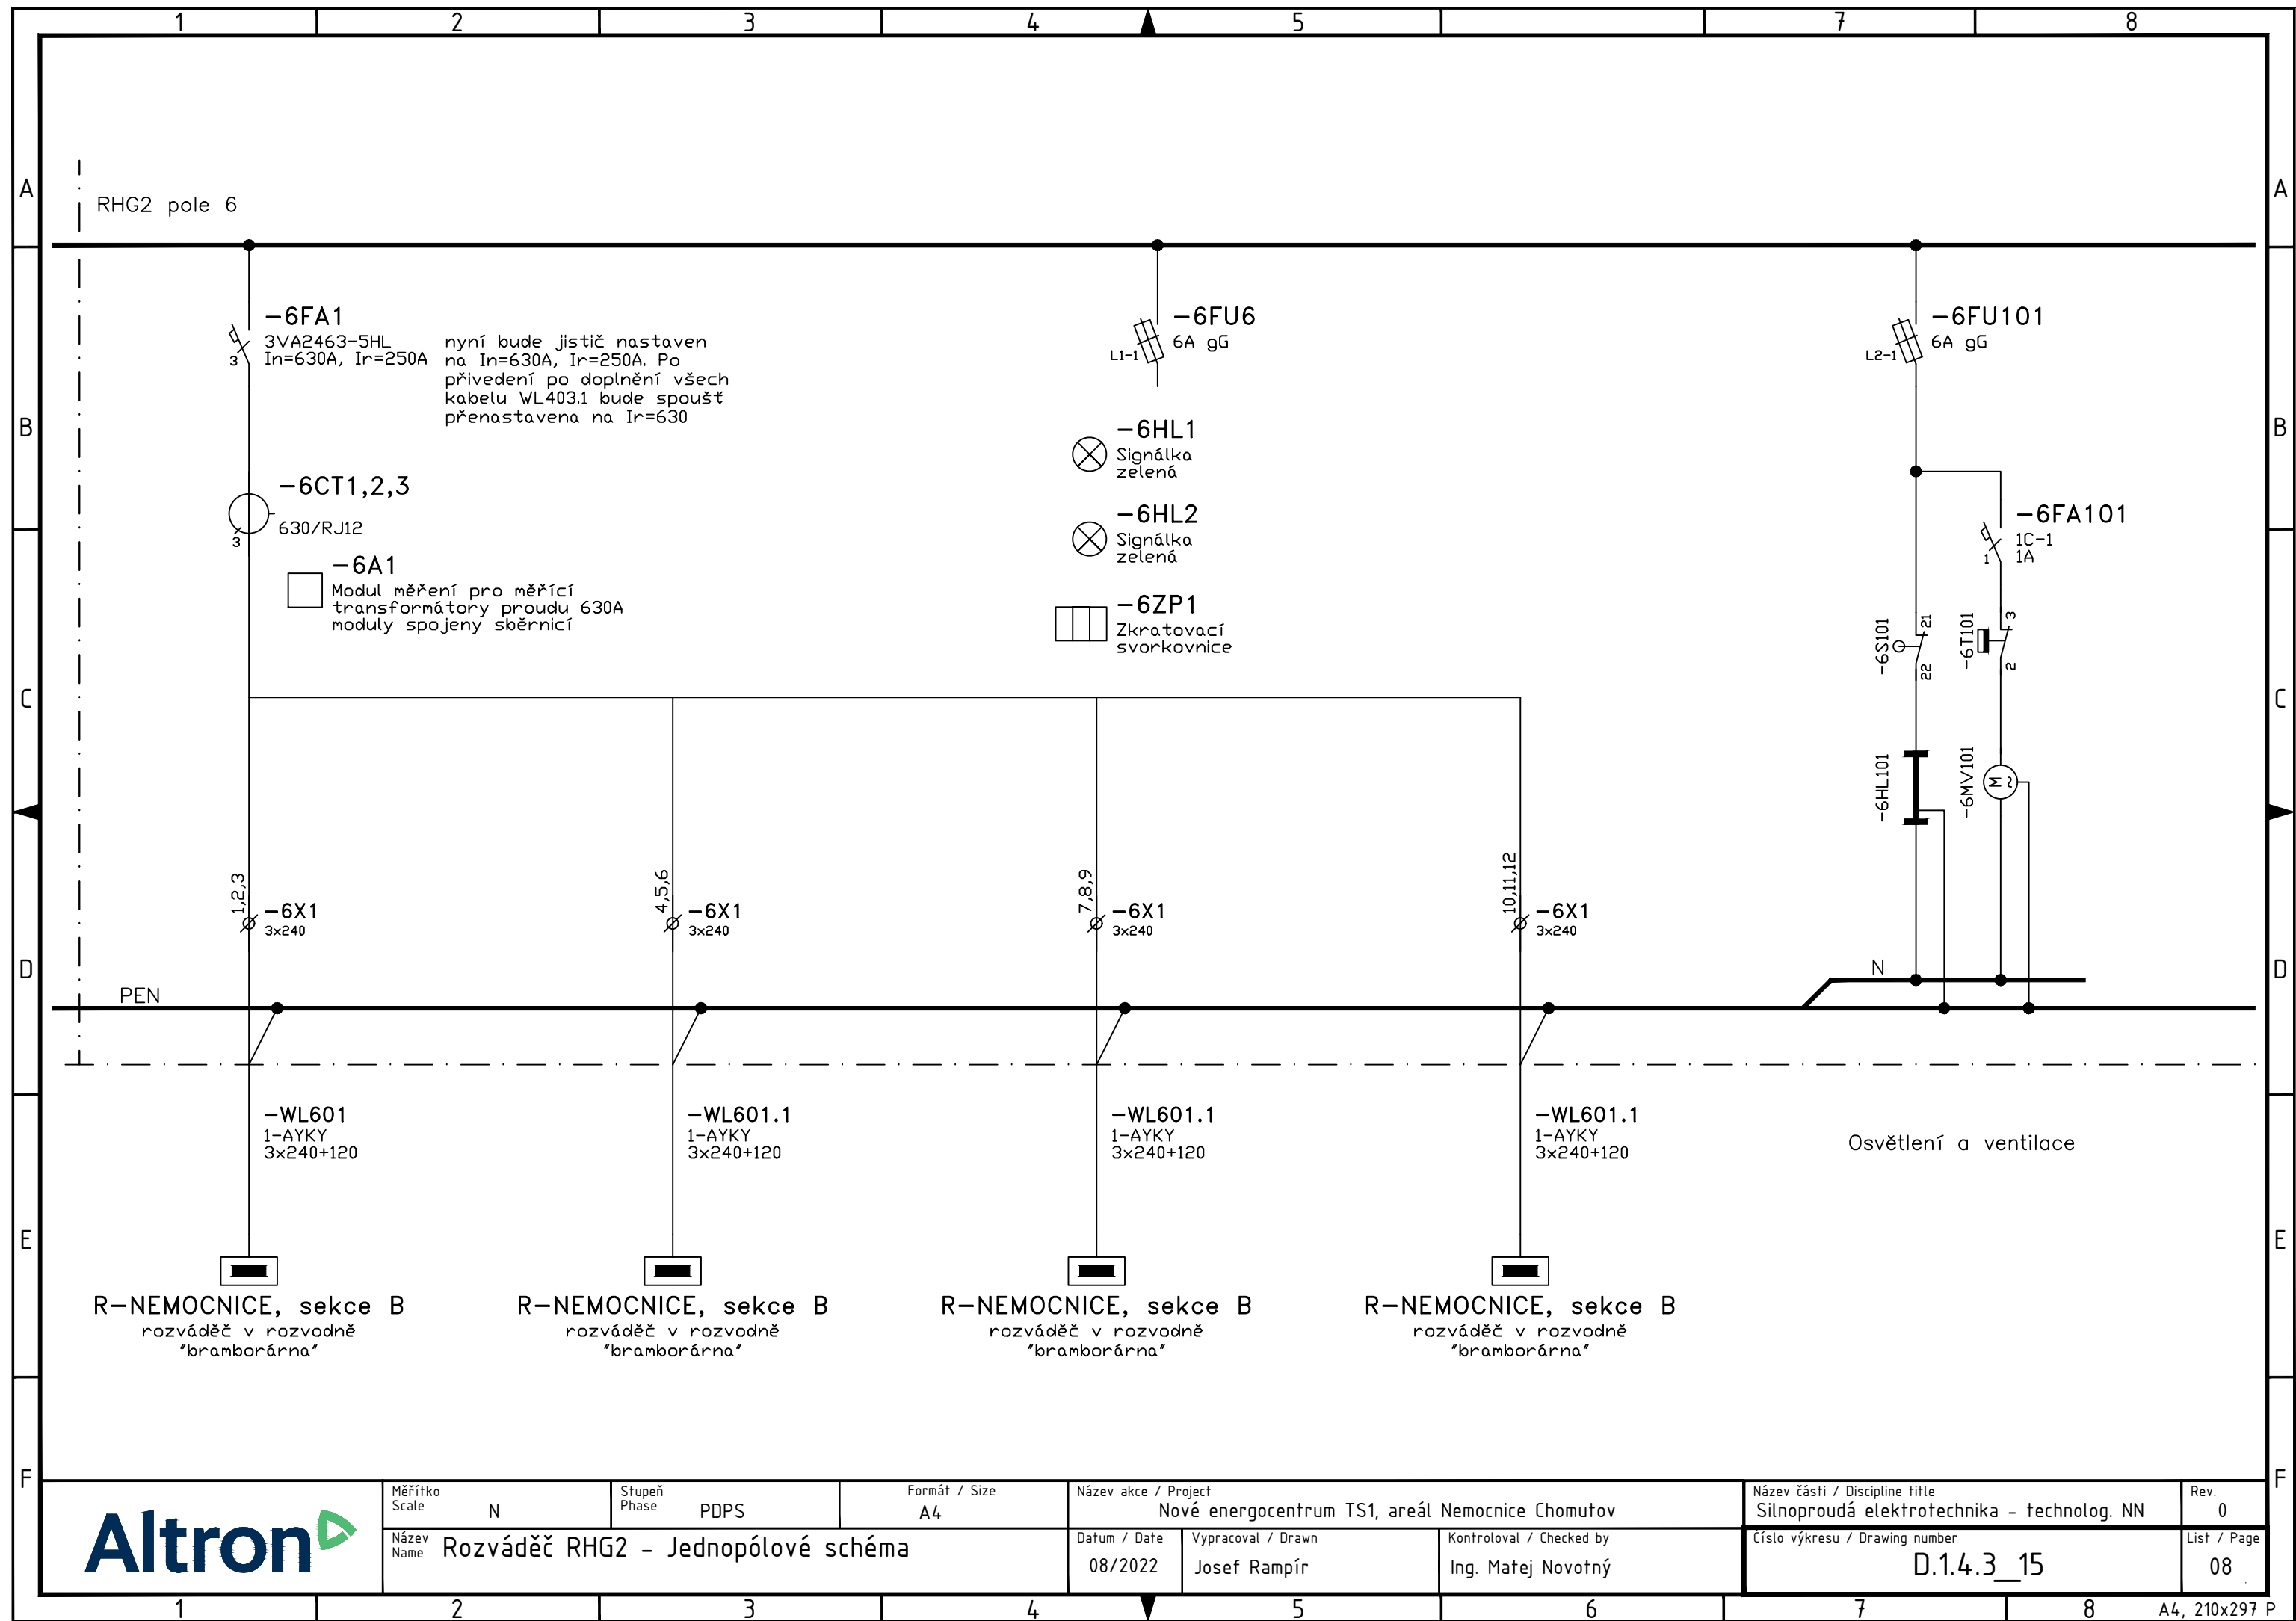 1 2 3 4 5 7 8
A A
RHG2 pole 6
-6FA1
3VA2463-5HL
In=630A, Ir=250A
3
nyní bude jistič nastaven
na In=630A, Ir=250A. Po
přivedení po doplnění všech
kabelu WL403.1 bude spoušť
přenastavena na Ir=630
-6FU6
6A gG
L1-1
-6FU101
6A gG
L2-1
B B
-6HL1
Signálka
zelená
-6CT1,2,3
630/RJ12
3
-6HL2
Signálka
zelená
-6FA101
1C-1
1A
1
-6A1
Modul měření pro měřící
transformátory proudu 630A
moduly spojeny sběrnicí
-6ZP1
Zkratovací
svorkovnice
-6S101
21
22
-6T101
3
2
C C
-6HL101
-6MV101
M ~
1,2,3
-6X1
3x240
4,5,6
-6X1
3x240
7,8,9
-6X1
3x240
10,11,12
-6X1
3x240
D D
N
PEN
-WL601
1-AYKY
3x240+120
-WL601.1
1-AYKY
3x240+120
-WL601.1
1-AYKY
3x240+120
-WL601.1
1-AYKY
3x240+120
Osvětlení a ventilace
E E
R-NEMOCNICE, sekce B
rozváděč v rozvodně
"bramborárna"
R-NEMOCNICE, sekce B
rozváděč v rozvodně
"bramborárna"
R-NEMOCNICE, sekce B
rozváděč v rozvodně
"bramborárna"
R-NEMOCNICE, sekce B
rozváděč v rozvodně
"bramborárna"
F F
Altron
Měřítko
Scale
N
Stupeň
Phase
PDPS
Formát / Size
A4
Název akce / Project
Nové energocentrum TS1, areál Nemocnice Chomutov
Název části / Discipline title
Silnoproudá elektrotechnika - technolog. NN
Rev.
0
Název
Name
Rozváděč RHG2 - Jednopólové schéma
Datum / Date
08/2022
Vypracoval / Drawn
Josef Rampír
Kontroloval / Checked by
Ing. Matej Novotný
Číslo výkresu / Drawing number
D.1.4.3__15
List / Page
08
1 2 3 4 5 6 7 8
A4, 210x297 P